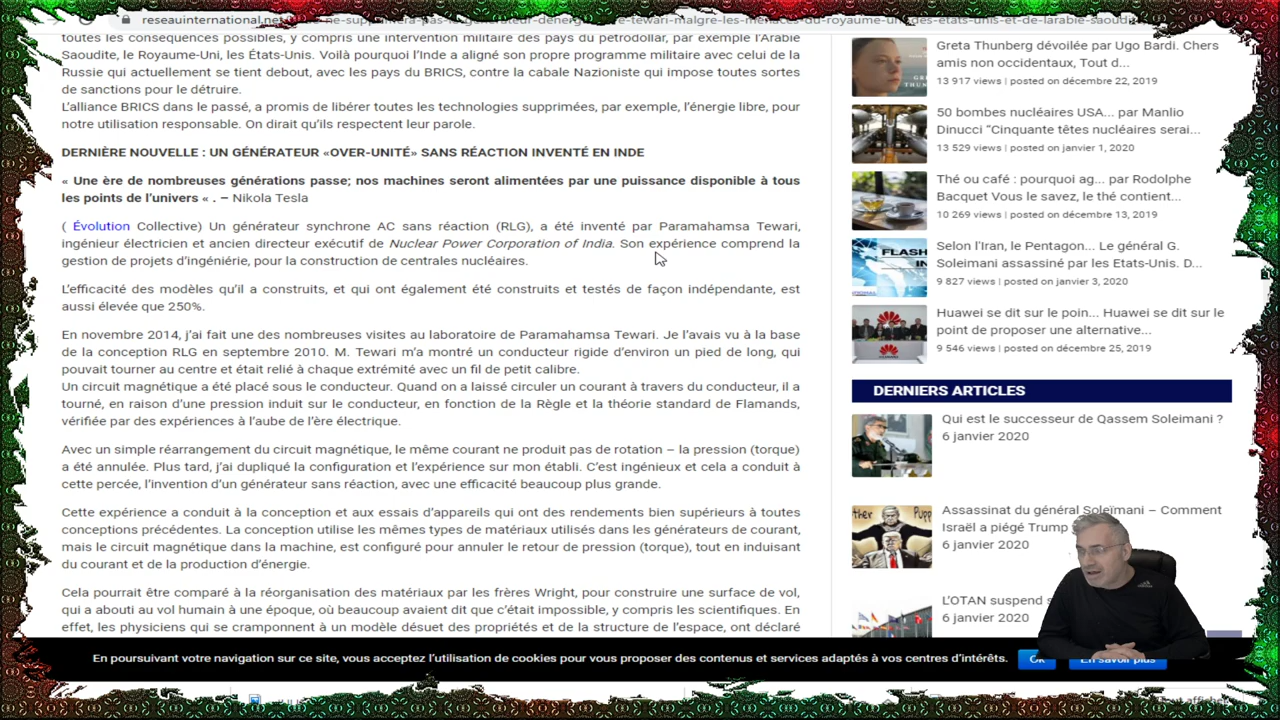 reseauinternational.net
toutes les conséquences possibles, y compris une intervention militaire des pays du pétrodollar, par exemple l'Arabie
Saoudite, le Royaume-Uni, les États-Unis. Voilà pourquoi l'Inde a aligné son propre programme militaire avec celui de la
Russie qui actuellement se tient debout, avec les pays du BRICS, contre la cabale Nazioniste qui impose toutes sortes
de sanctions pour le détruire.
L'alliance BRICS dans le passé, a promis de libérer toutes les technologies supprimées, par exemple, l'énergie libre, pour
notre utilisation responsable. On dirait qu'ils respectent leur parole.
DERNIÈRE NOUVELLE : UN GÉNÉRATEUR «OVER-UNITÉ» SANS RÉACTION INVENTÉ EN INDE
« Une ère de nombreuses générations passe; nos machines seront alimentées par une puissance disponible à tous
les points de l'univers « . – Nikola Tesla
( Évolution Collective) Un générateur synchrone AC sans réaction (RLG), a été inventé par Paramahamsa Tewari,
ingénieur électricien et ancien directeur exécutif de Nuclear Power Corporation of India. Son expérience comprend la
gestion de projets d'ingénierie, pour la construction de centrales nucléaires.
L'efficacité des modèles qu'il a construits, et qui ont également été construits et testés de façon indépendante, est
aussi élevée que 250%.
En novembre 2014, j'ai fait une des nombreuses visites au laboratoire de Paramahamsa Tewari. Je l'avais vu à la base
de la conception RLG en septembre 2010. M. Tewari m'a montré un conducteur rigide d'environ un pied de long, qui
pouvait tourner au centre et était relié à chaque extrémité avec un fil de petit calibre.
Un circuit magnétique a été placé sous le conducteur. Quand on a laissé circuler un courant à travers du conducteur, il a
tourné, en raison d'une pression induit par le conducteur, en fonction de la Règle et la théorie standard de Flamands,
vérifiée par des expériences à l'aube de l'ère électrique.
Avec un simple réarrangement du circuit magnétique, le même courant ne produit pas de rotation – la pression (torque)
a été annulée. Plus tard, j'ai dupliqué la configuration et l'expérience sur mon établi. C'est ingénieux et cela a conduit à
cette percée, l'invention d'un générateur sans réaction, avec une efficacité beaucoup plus grande.
Cette expérience a conduit à la conception et aux essais d'appareils qui ont des rendements bien supérieurs à toutes
conceptions précédentes. La conception utilise les mêmes types de matériaux utilisés dans les générateurs de courant,
mais le circuit magnétique dans la machine, est configuré pour annuler le retour de pression (torque), tout en induisant
du courant et de la production d'énergie.
Cela pourrait être comparé à la réorganisation des matériaux par les frères Wright, pour construire une surface de vol,
qui a abouti au vol humain à une époque, où beaucoup avaient dit que c'était impossible, y compris les scientifiques. En
effet, les physiciens qui se cramponnent à un modèle désuet des propriétés et de la structure de l'espace, ont déclaré
Greta Thunberg dévoilée par Ugo Bardi. Chers
amis non occidentaux, Tout d...
13 917 views | posted on décembre 22, 2019
50 bombes nucléaires USA... par Manlio
Dinucci “Cinquante têtes nucléaires serai...
13 529 views | posted on janvier 1, 2020
Thé ou café : pourquoi ag... par Rodolphe
Bacquet Vous le savez, le thé contient...
10 269 views | posted on décembre 13, 2019
Selon l'Iran, le Pentagon... Le général G.
Soleimani assassiné par les Etats-Unis. D...
9 827 views | posted on janvier 3, 2020
Huawei se dit sur le poin... Huawei se dit sur le
point de proposer une alternative...
9 546 views | posted on décembre 25, 2019
DERNIERS ARTICLES
Qui est le successeur de Qassem Soleimani ?
6 janvier 2020
Assassinat du général Soleïmani – Comment
Israël a piégé Trump
6 janvier 2020
L'OTAN suspend
6 janvier 2020
En poursuivant votre navigation sur ce site, vous acceptez l'utilisation de cookies pour vous proposer des contenus et services adaptés à vos centres d'intérêts.
Ok
En savoir plus